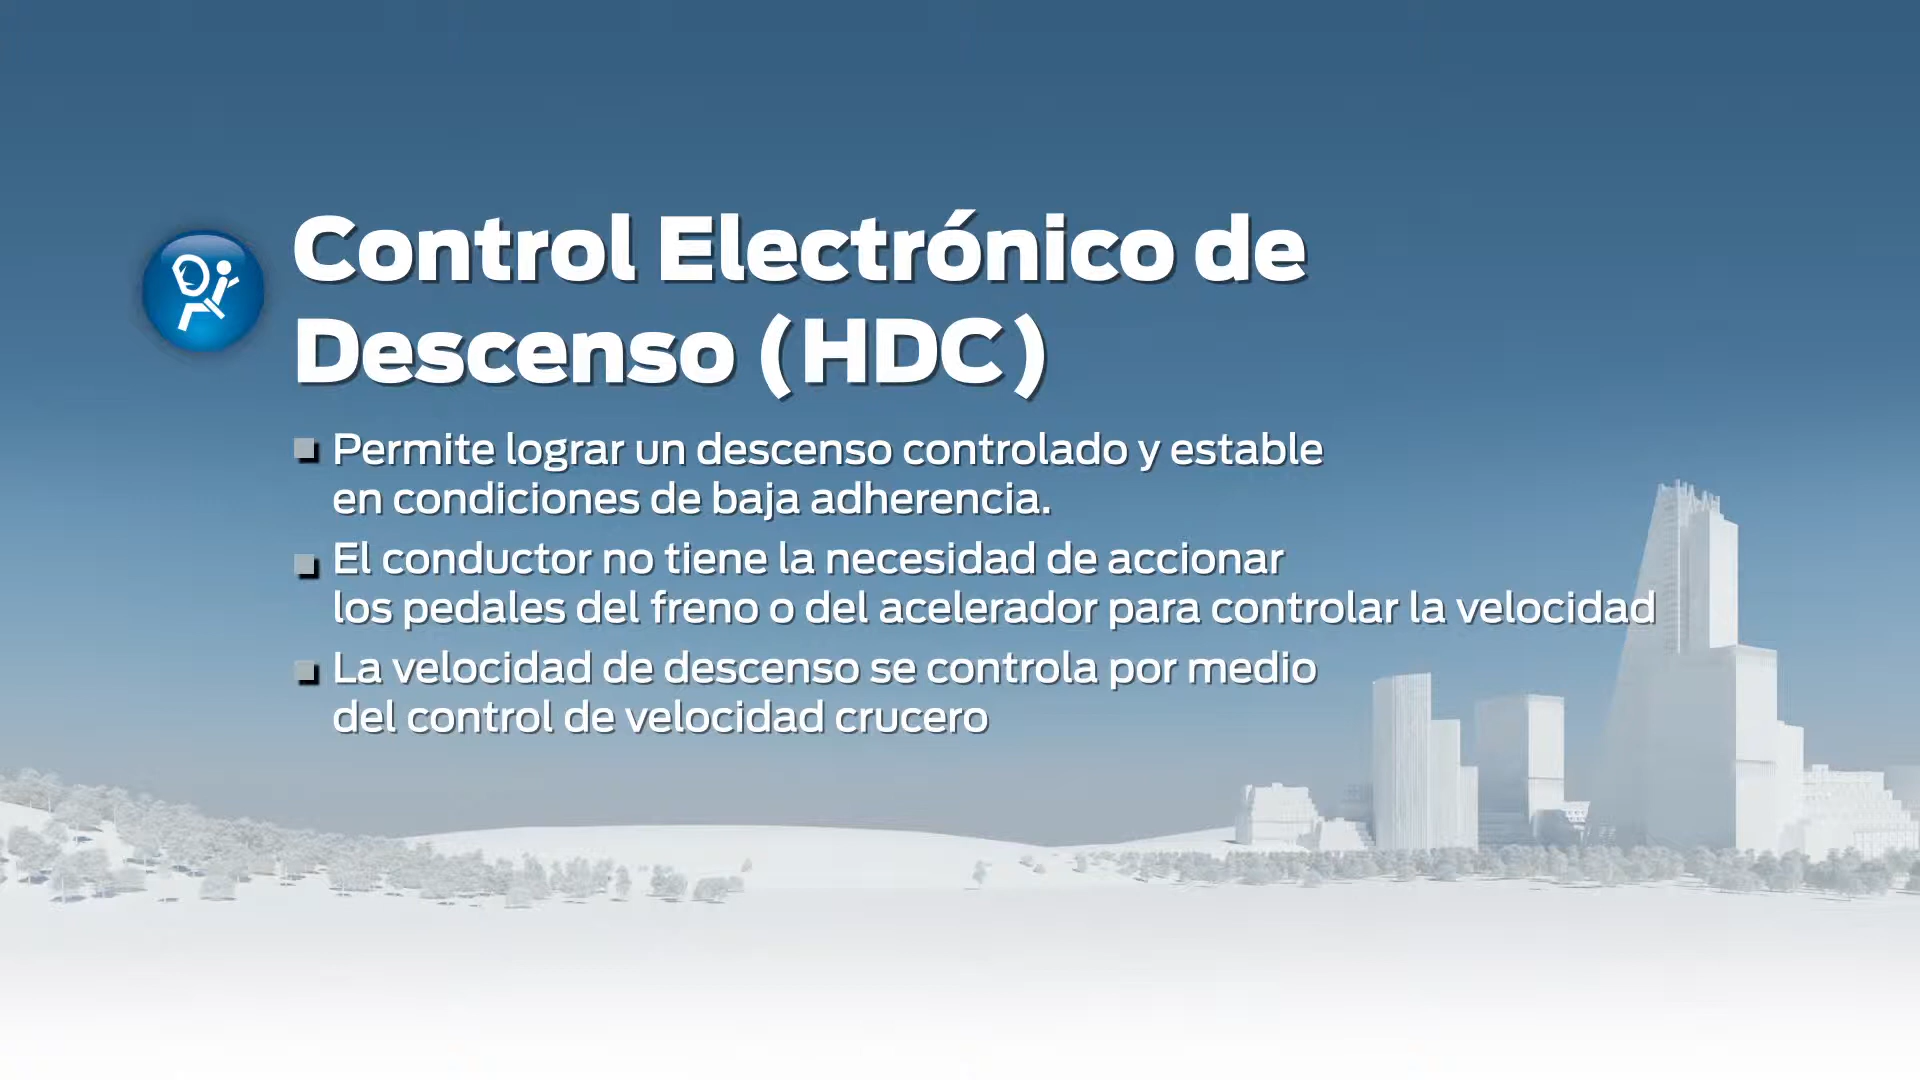 Control Electrónico de
Descenso (HDC)
Permite lograr un descenso controlado y estable
en condiciones de baja adherencia.
El conductor no tiene la necesidad de accionar
los pedales del freno o del acelerador para controlar la velocidad
La velocidad de descenso se controla por medio
del control de velocidad crucero